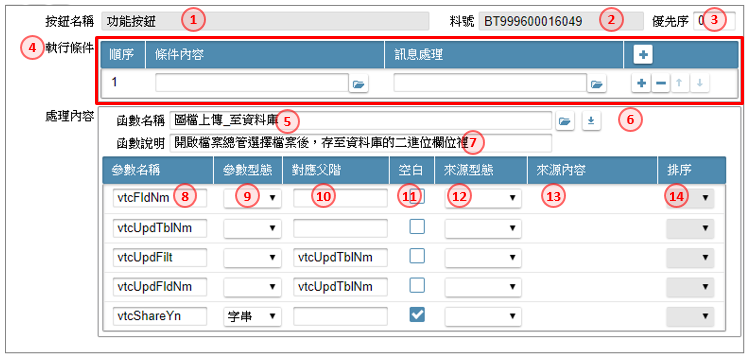 按鈕名稱 功能按鈕 1 料號 BT999600016049 2 優先序 0 3
4 執行條件 順序 條件內容 訊息處理
1
處理內容 函數名稱 圖檔上傳_至資料庫 5 6
函數說明 開啟檔案總管選擇檔案後，存至資料庫的二進位欄位裡 7
參數名稱 參數型態 對應父階 空白 來源型態 來源內容 排序
vtcFldNm 8 9 10 11 12 13 14
vtcUpdTblNm
vtcUpdFilt vtcUpdTblNm
vtcUpdFldNm vtcUpdTblNm
vtcShareYn 字串